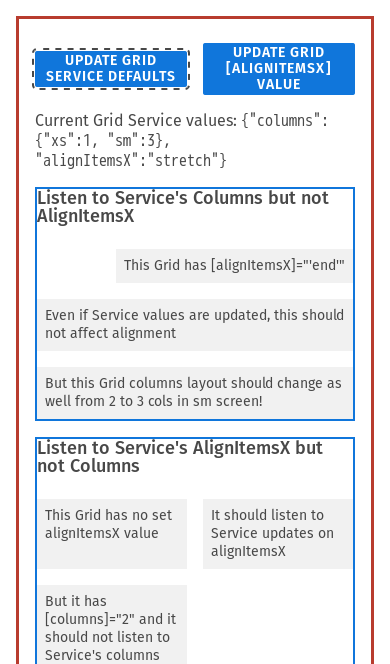 UPDATE GRID
SERVICE DEFAULTS
UPDATE GRID
[ALIGNITEMSX]
VALUE
Current Grid Service values: {"columns":
{"xs":1, "sm":3},
"alignItemsX":"stretch"}
Listen to Service's Columns but not
AlignItemsX
This Grid has [alignItemsX]="'end'"
Even if Service values are updated, this should
not affect alignment
But this Grid columns layout should change as
well from 2 to 3 cols in sm screen!
Listen to Service's AlignItemsX but
not Columns
This Grid has no set
alignItemsX value
It should listen to
Service updates on
alignItemsX
But it has
[columns]="2" and it
should not listen to
Service's columns